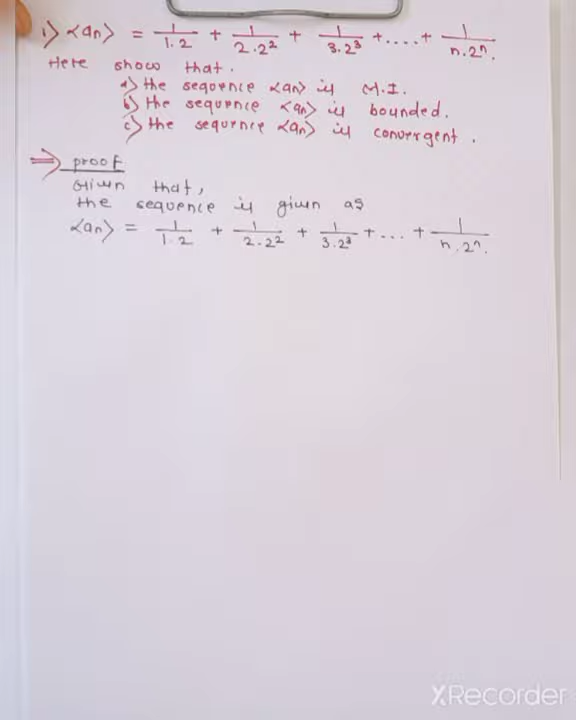 1) <an> = 1/1.2 + 1/2.2² + 1/3.2³ +....+ 1/n.2ⁿ.
Here show that.
a) the sequence <an> is M.I.
b) the sequence <an> is bounded.
c) the sequence <an> is convergent.
⇒ proof
Given that,
the sequence is given as
<an> = 1/1.2 + 1/2.2² + 1/3.2³ +...+ 1/n.2ⁿ.
XRecorder